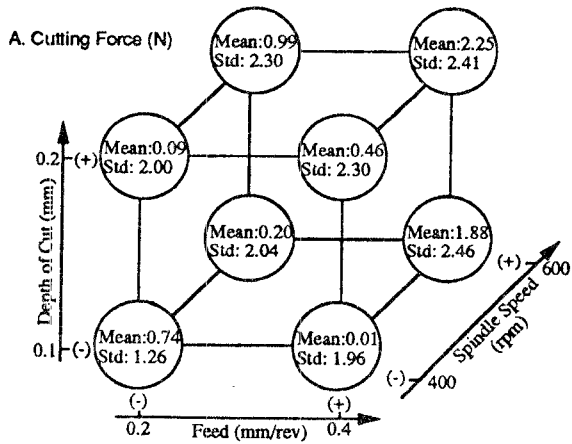 A. Cutting Force (N)
Mean:0.99
Std: 2.30
Mean:2.25
Std: 2.41
Mean:0.09
Std: 2.00
Mean:0.46
Std: 2.30
Mean:0.20
Std: 2.04
Mean:1.88
Std: 2.46
Mean:0.74
Std: 1.26
Mean:0.01
Std: 1.96
Depth of Cut (mm)
0.2
(+)
0.1
(-)
(-)
(+)
0.2
0.4
Feed (mm/rev)
(-)
400
(+)
600
Spindle Speed
(rpm)